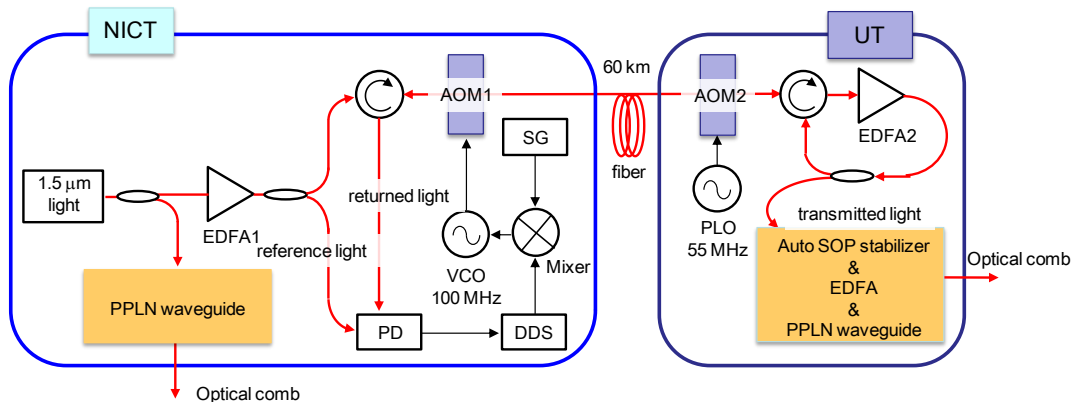 NICT
UT
60 km
AOM1
AOM2
SG
EDFA2
fiber
1.5 μm
light
EDFA1
returned light
reference light
VCO
100 MHz
Mixer
PLO
55 MHz
transmitted light
Auto SOP stabilizer
&
EDFA
&
PPLN waveguide
Optical comb
PPLN waveguide
PD
DDS
Optical comb